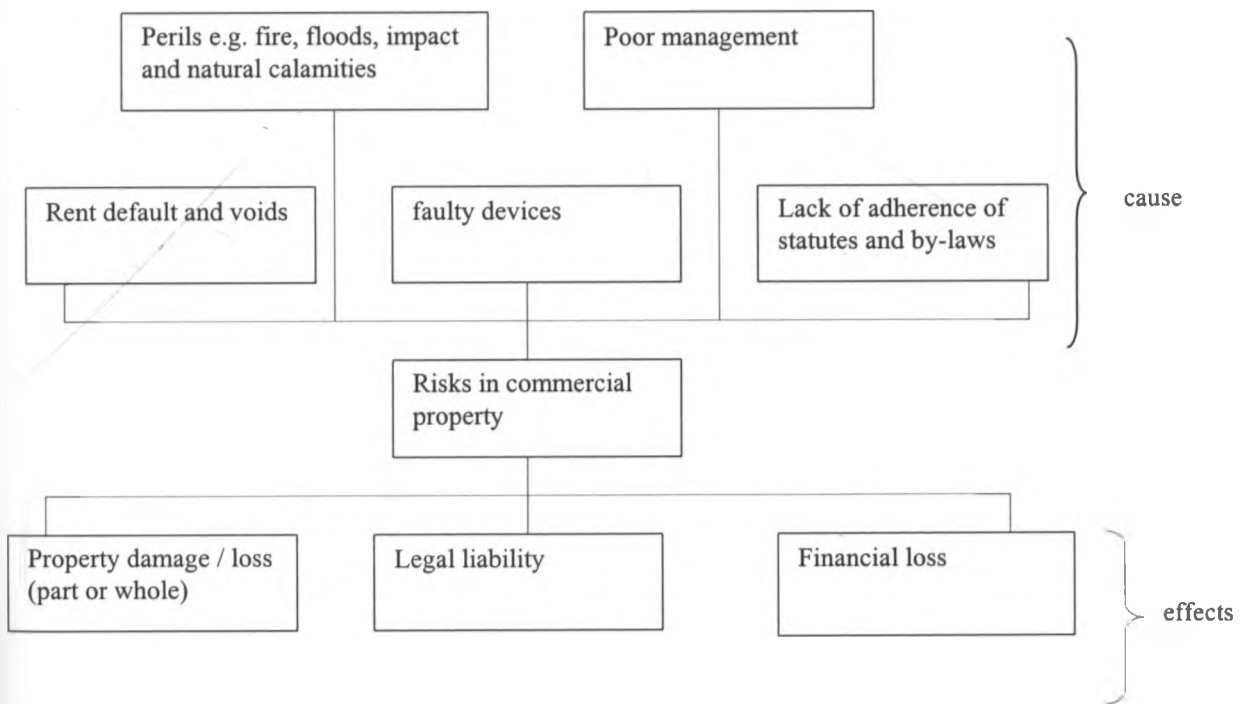 Perils e.g. fire, floods, impact
and natural calamities
Poor management
Rent default and voids
faulty devices
Lack of adherence of
statutes and by-laws
cause
Risks in commercial
property
Property damage / loss
(part or whole)
Legal liability
Financial loss
effects